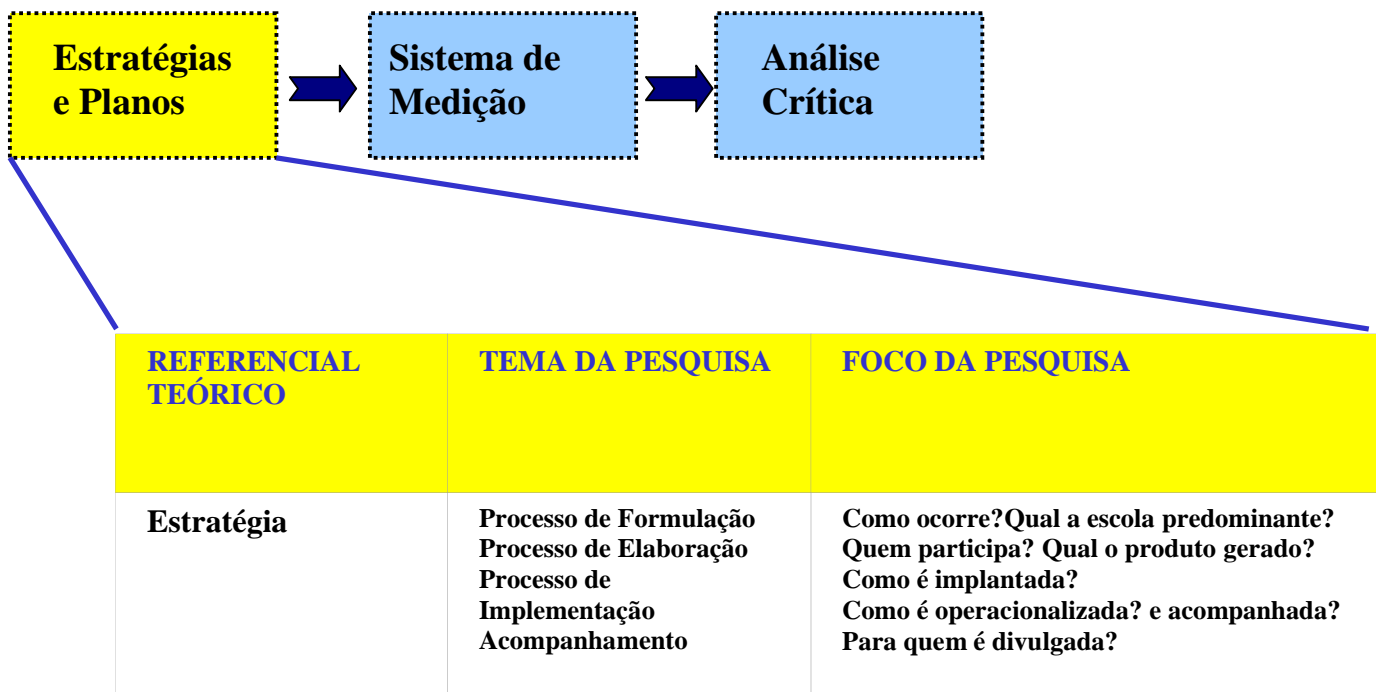 Estratégias
e Planos
Sistema de
Medição
Análise
Crítica
REFERENCIAL
TEÓRICO
TEMA DA PESQUISA
FOCO DA PESQUISA
Estratégia
Processo de Formulação
Processo de Elaboração
Processo de
Implementação
Acompanhamento
Como ocorre?Qual a escola predominante?
Quem participa? Qual o produto gerado?
Como é implantada?
Como é operacionalizada? e acompanhada?
Para quem é divulgada?